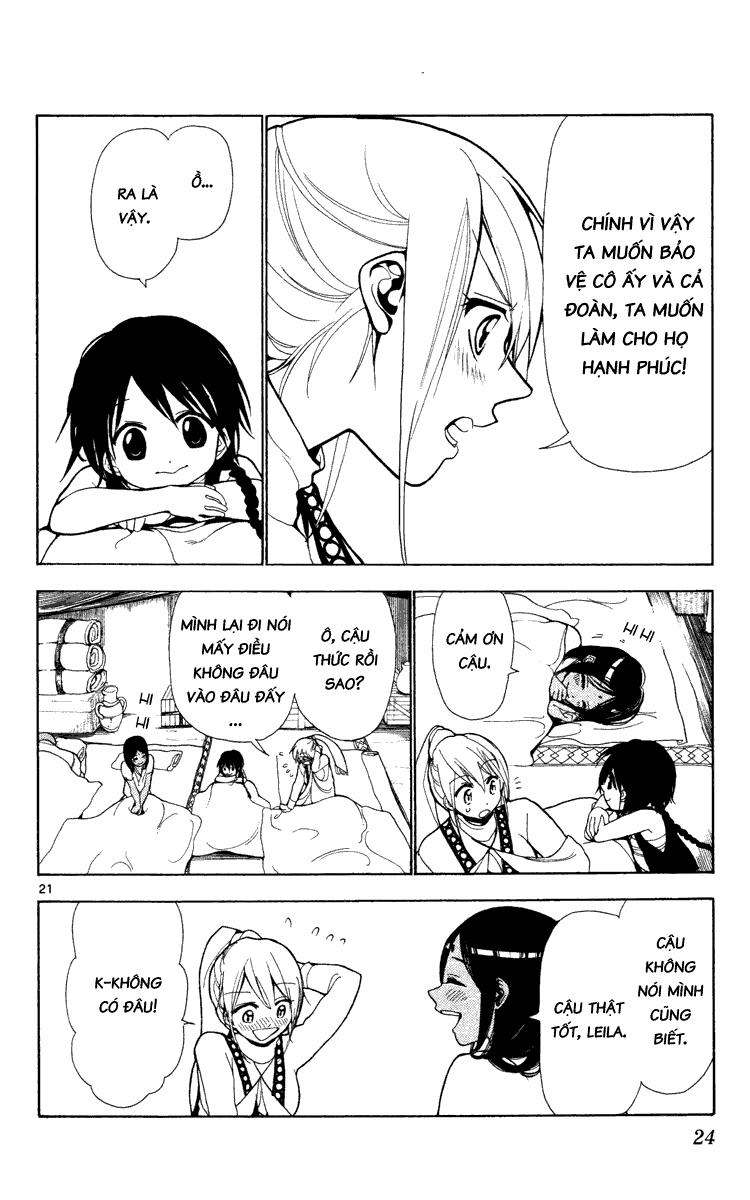 CHÍNH VÌ VẬY
TA MUỐN BẢO
VỆ CÔ ẤY VÀ CẢ
ĐOÀN, TA MUỐN
LÀM CHO HỌ
HẠNH PHÚC!
Ồ...
RA LÀ
VẬY.
HI HI
CẢM ƠN
CẬU.
Ô, CẬU
THỨC RỒI
SAO?
MÌNH LẠI ĐI NÓI
MẤY ĐIỀU
KHÔNG ĐÂU
VÀO ĐÂU ĐẤY
...
HI
HI
21
CẬU
KHÔNG
NÓI MÌNH
CŨNG
BIẾT.
CẬU THẬT
TỐT, LEILA.
K-KHÔNG
CÓ ĐÂU!
24